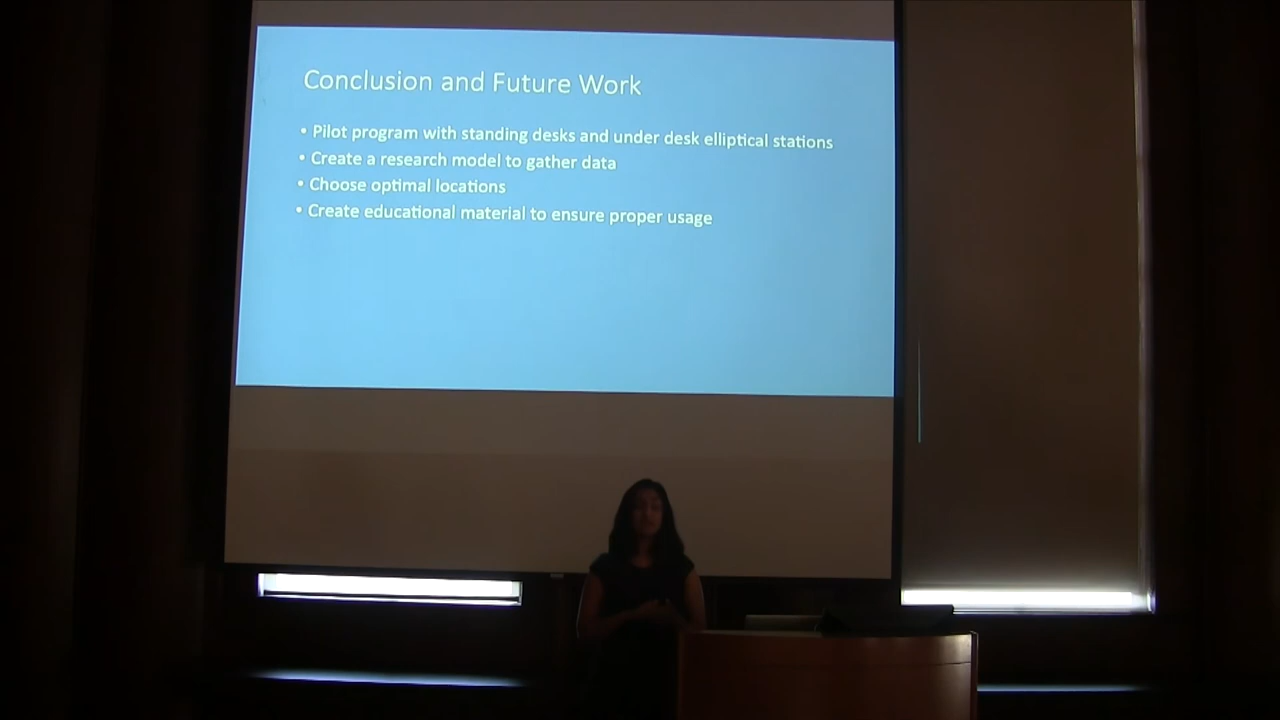 Conclusion and Future Work
• Pilot program with standing desks and under desk elliptical stations
• Create a research model to gather data
• Choose optimal locations
• Create educational material to ensure proper usage